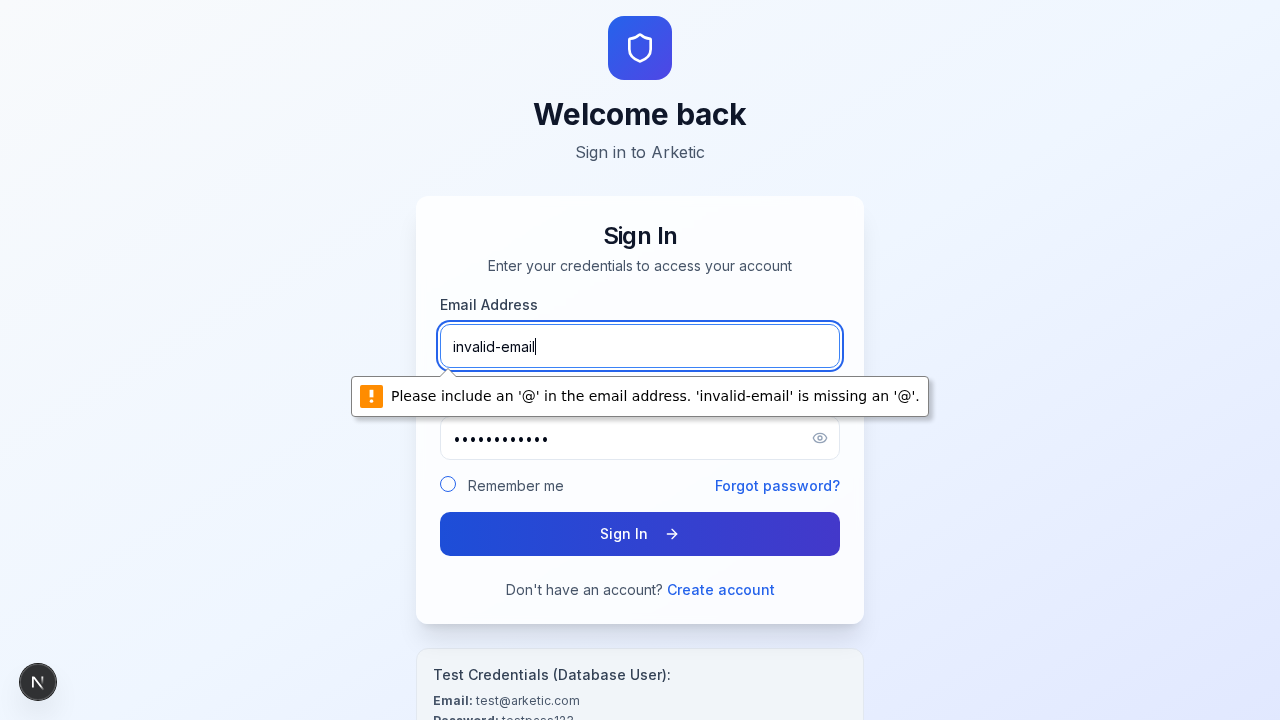 Welcome back
Sign in to Arketic
Sign In
Enter your credentials to access your account
Email Address
invalid-email
Please include an '@' in the email address. 'invalid-email' is missing an '@'.
••••••••••••
Remember me
Forgot password?
Sign In →
Don't have an account? Create account
N
Test Credentials (Database User):
Email: test@arketic.com
Password: testpass123